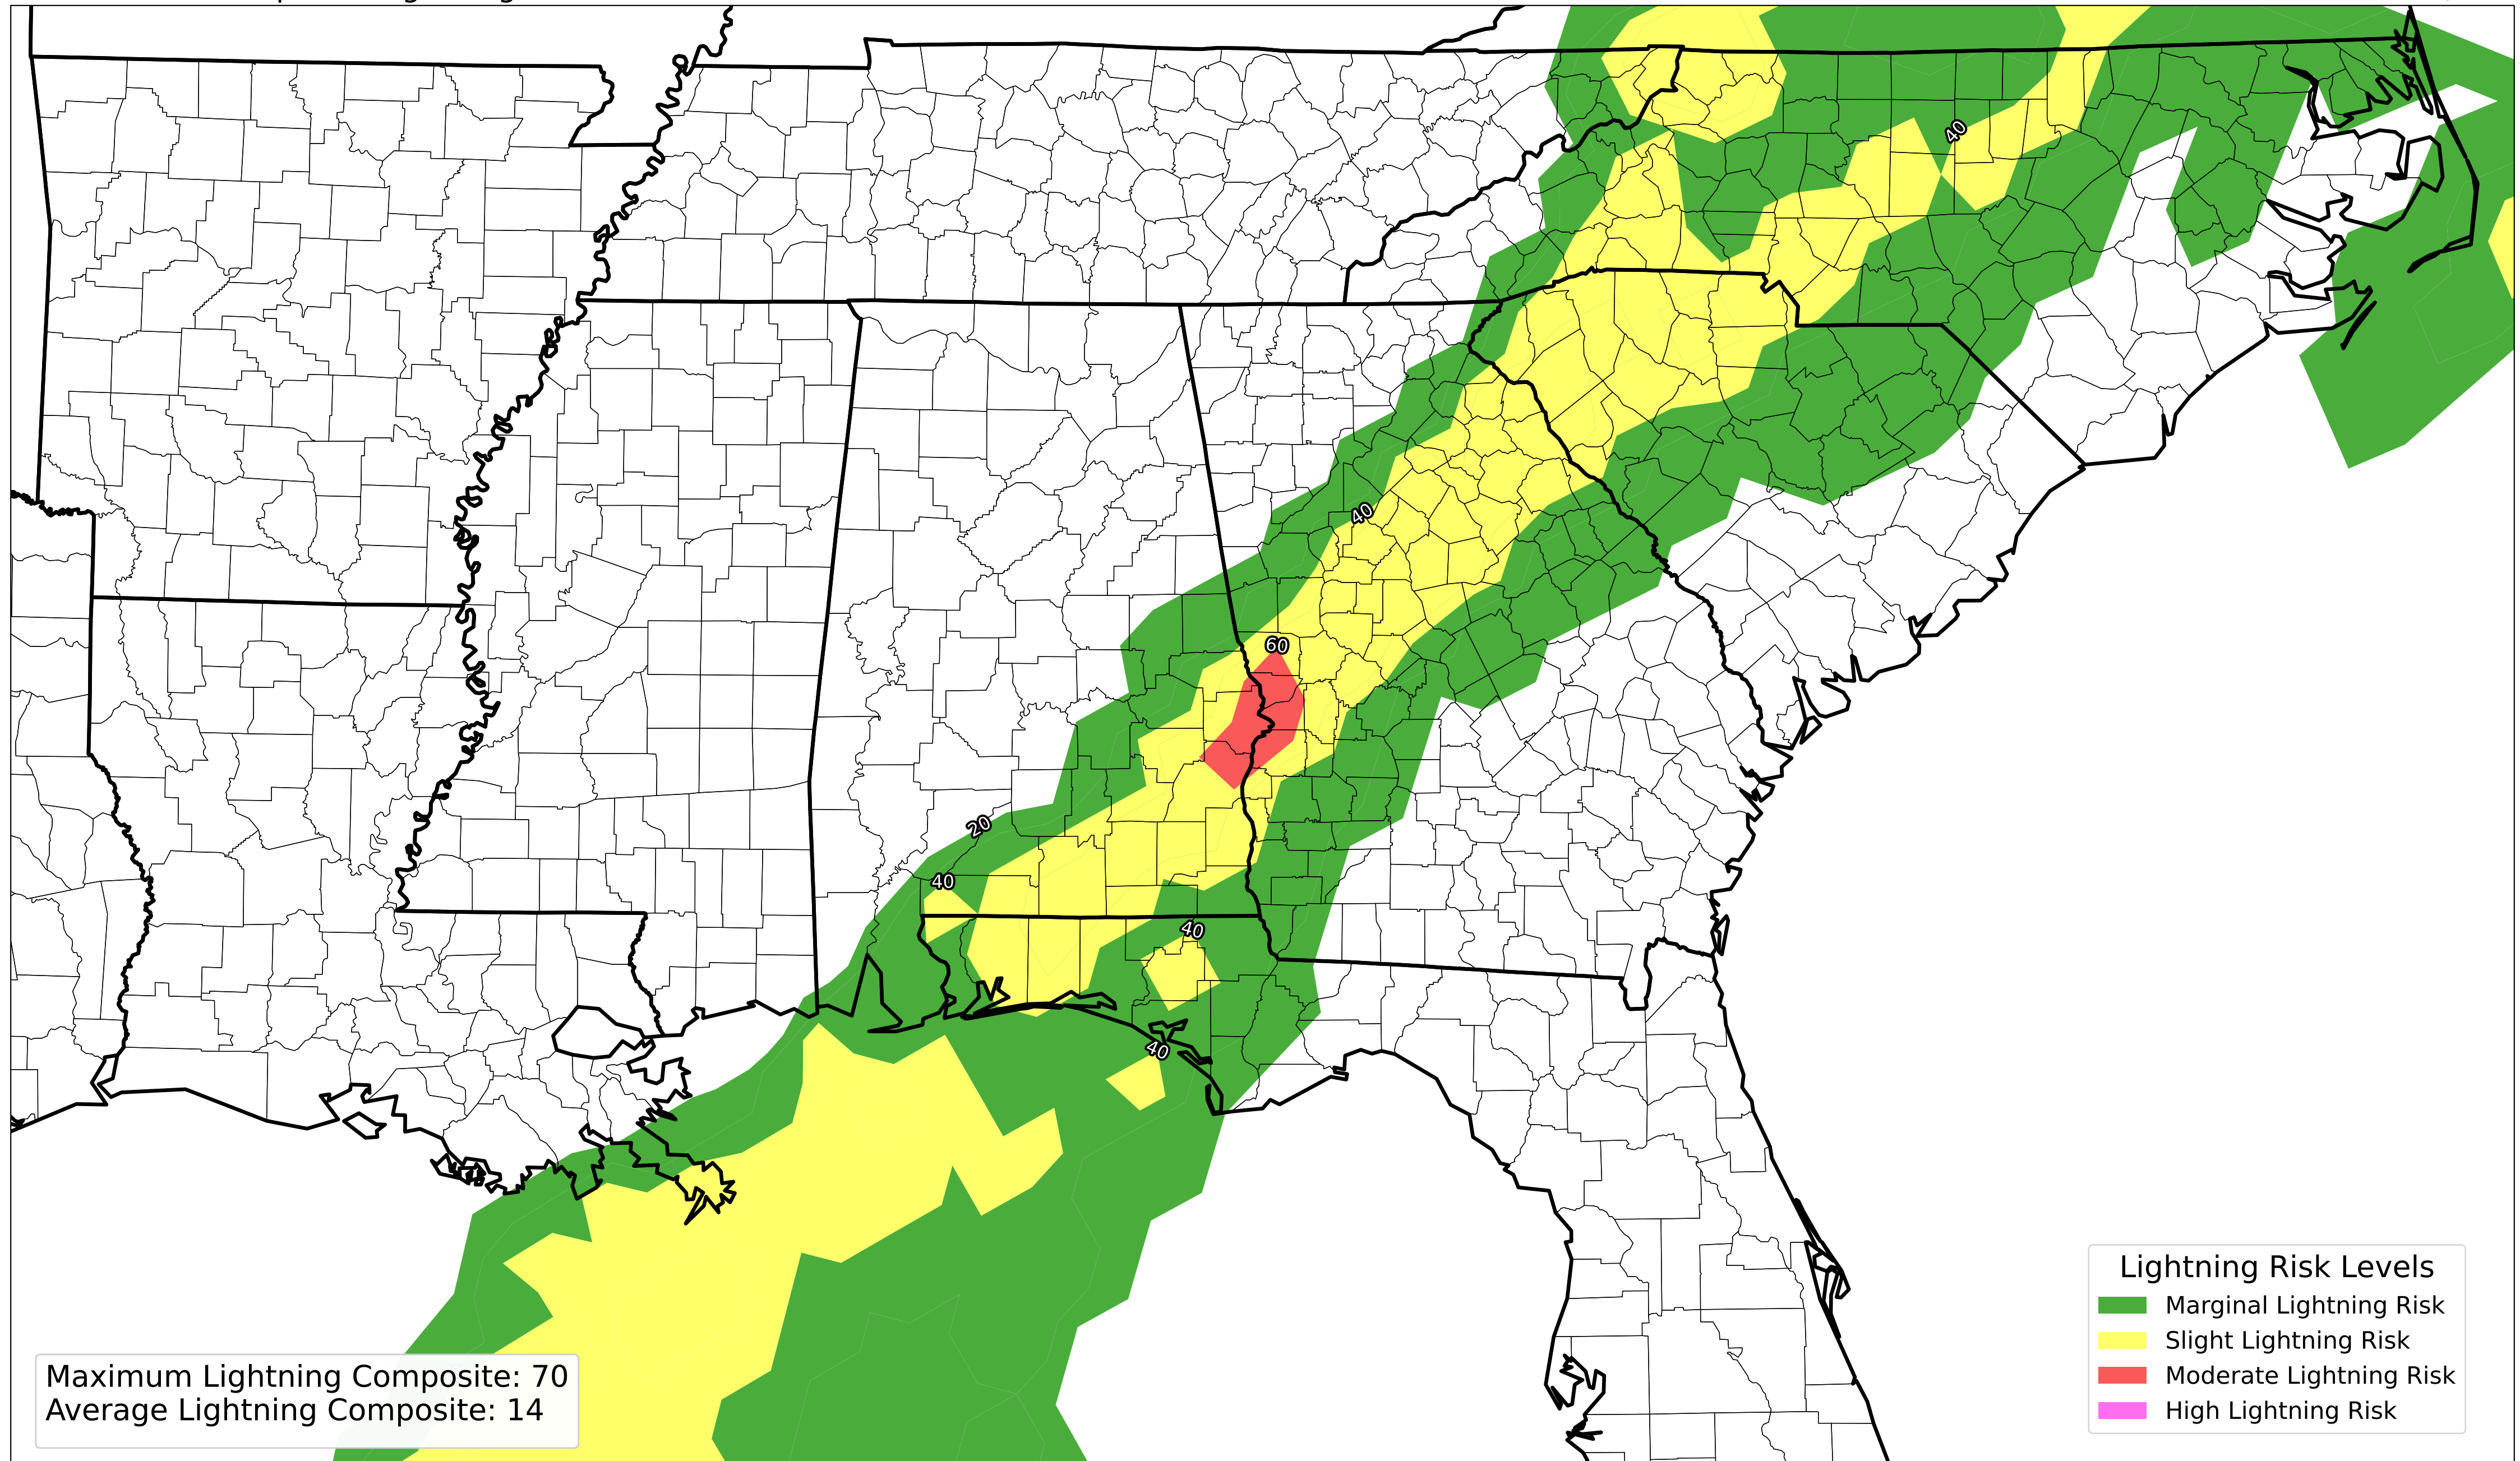 40
40
60
20
40
40
40
Lightning Risk Levels
Marginal Lightning Risk
Slight Lightning Risk
Moderate Lightning Risk
High Lightning Risk
Maximum Lightning Composite: 70
Average Lightning Composite: 14